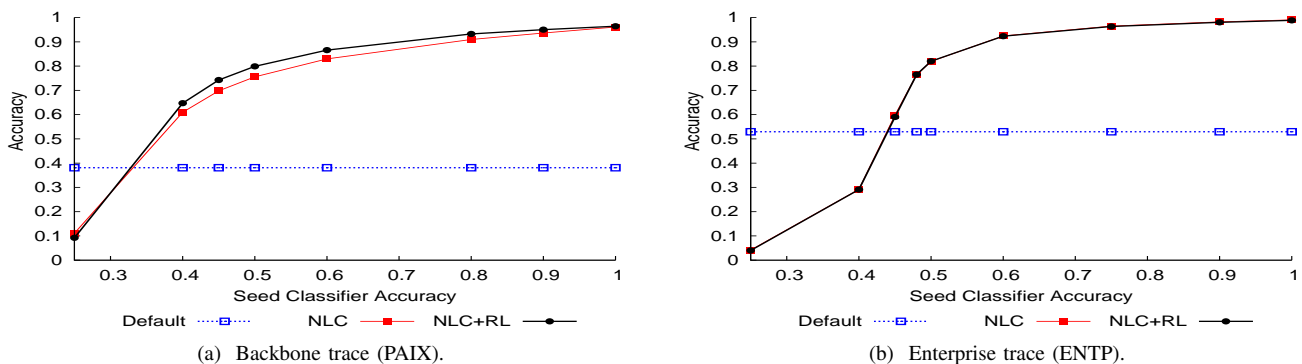 1
0.9
0.8
0.7
0.6
0.5
0.4
0.3
0.2
0.1
0
Accuracy
0.3 0.4 0.5 0.6 0.7 0.8 0.9 1
Seed Classifier Accuracy
Default NLC NLC+RL
(a) Backbone trace (PAIX).
1
0.9
0.8
0.7
0.6
0.5
0.4
0.3
0.2
0.1
0
Accuracy
0.3 0.4 0.5 0.6 0.7 0.8 0.9 1
Seed Classifier Accuracy
Default NLC NLC+RL
(b) Enterprise trace (ENTP).